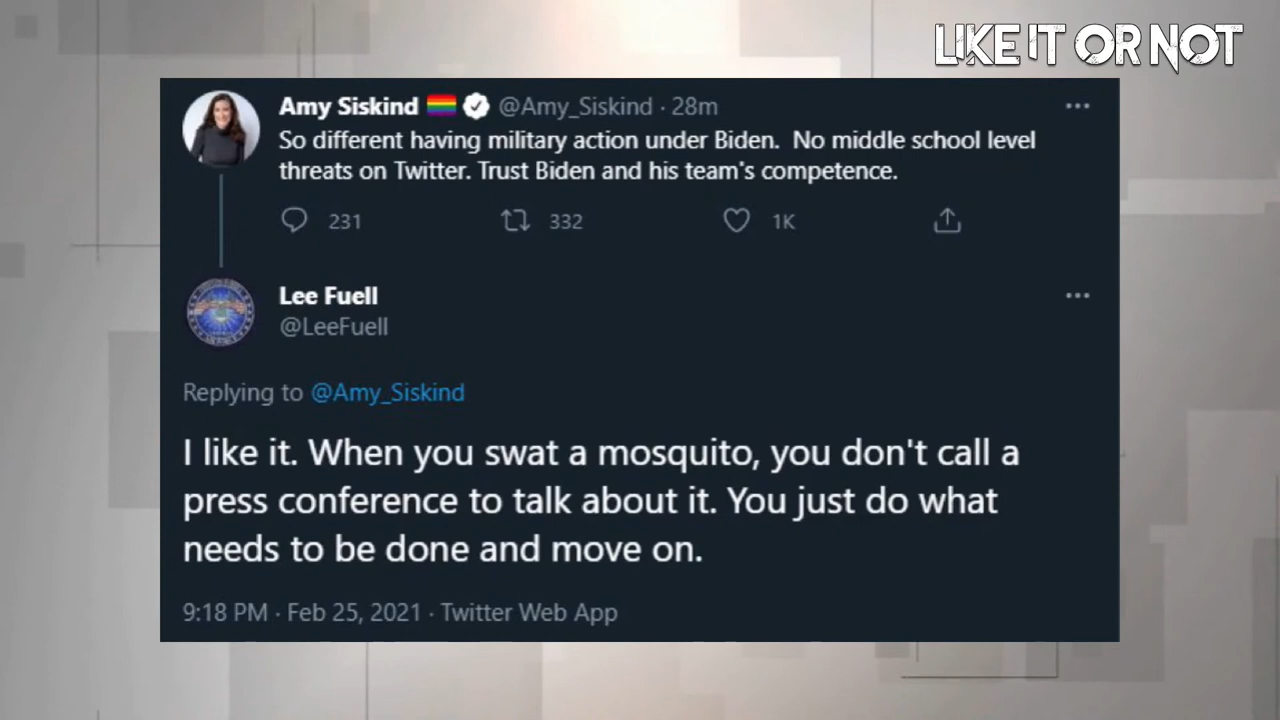 LIKE IT OR NOT
Amy Siskind 🏳️‍🌈 @Amy_Siskind · 28m
So different having military action under Biden.  No middle school level
threats on Twitter. Trust Biden and his team's competence.
231 332 1K
Lee Fuell
@LeeFuell
Replying to @Amy_Siskind
I like it. When you swat a mosquito, you don't call a
press conference to talk about it. You just do what
needs to be done and move on.
9:18 PM · Feb 25, 2021 · Twitter Web App